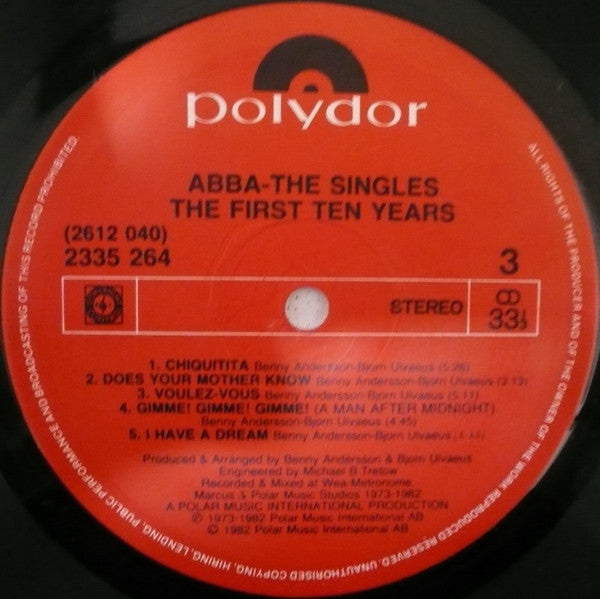 polydor
ABBA-THE SINGLES
THE FIRST TEN YEARS
(2612 040)
2335 264
3
STEREO
33⅓
1. CHIQUITITA Benny Andersson-Bjorn Ulvaeus (5:26)
2. DOES YOUR MOTHER KNOW Benny Andersson-Bjorn Ulvaeus (3:13)
3. VOULEZ-VOUS Benny Andersson-Bjorn Ulvaeus (5:11)
4. GIMME! GIMME! GIMME! (A MAN AFTER MIDNIGHT)
Benny Andersson-Bjorn Ulvaeus (4:45)
5. I HAVE A DREAM Benny Andersson-Bjorn Ulvaeus
Produced & Arranged by Benny Andersson & Bjorn Ulvaeus
Engineered by Michael B Tretow
Recorded & Mixed at Wea-Metronome.
Marcus & Polar Music Studios 1973-1982
A POLAR MUSIC INTERNATIONAL PRODUCTION
℗ 1973-1982 Polar Music International AB
© 1982 Polar Music International AB
ALL RIGHTS OF THE PRODUCER AND OF THE OWNER OF THE WORK REPRODUCED RESERVED. UNAUTHORISED COPYING, HIRING, LENDING, PUBLIC PERFORMANCE AND BROADCASTING OF THIS RECORD PROHIBITED.